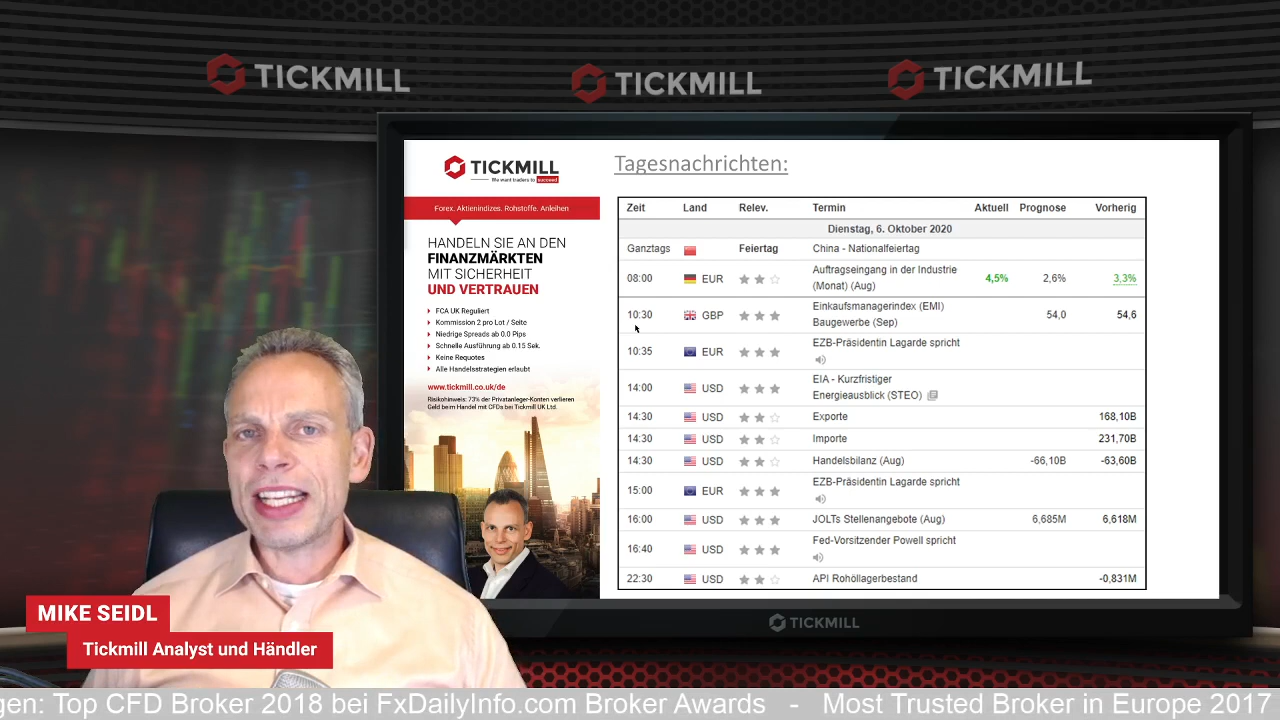 TICKMILL
TICKMILL
TICKMILL
TICKMILL
We want traders to succeed
Forex. Aktienindizes. Rohstoffe. Anleihen
HANDELN SIE AN DEN
FINANZMÄRKTEN
MIT SICHERHEIT
UND VERTRAUEN
FCA UK Reguliert
Kommission 2 pro Lot / Seite
Niedrige Spreads ab 0.0 Pips
Schnelle Ausführung ab 0.15 Sek.
Keine Requotes
Alle Handelsstrategien erlaubt
www.tickmill.co.uk/de
Risikohinweis: 73% der Privatanleger-Konten verlieren
Geld beim Handel mit CFDs bei Tickmill UK Ltd.
Tagesnachrichten:
Zeit Land Relev. Termin Aktuell Prognose Vorherig
Dienstag, 6. Oktober 2020
Ganztags Feiertag China - Nationalfeiertag
08:00 EUR Auftragseingang in der Industrie
(Monat) (Aug) 4,5% 2,6% 3,3%
10:30 GBP Einkaufsmanagerindex (EMI)
Baugewerbe (Sep) 54,0 54,6
10:35 EUR EZB-Präsidentin Lagarde spricht
14:00 USD EIA - Kurzfristiger
Energieausblick (STEO)
14:30 USD Exporte 168,10B
14:30 USD Importe 231,70B
14:30 USD Handelsbilanz (Aug) -66,10B -63,60B
15:00 EUR EZB-Präsidentin Lagarde spricht
16:00 USD JOLTs Stellenangebote (Aug) 6,685M 6,618M
16:40 USD Fed-Vorsitzender Powell spricht
22:30 USD API Rohöllagerbestand -0,831M
TICKMILL
MIKE SEIDL
Tickmill Analyst und Händler
gen: Top CFD Broker 2018 bei FxDailyInfo.com Broker Awards - Most Trusted Broker in Europe 2017